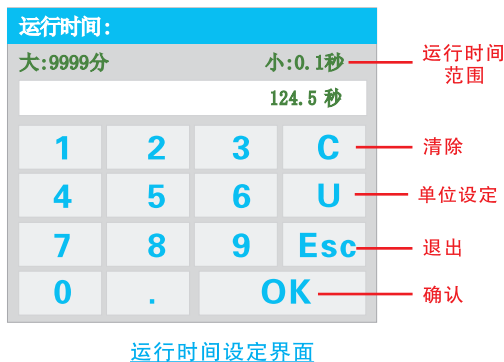 运行时间:
大:9999分 小:0.1秒
运行时间
范围
124.5 秒
1 2 3 C
清除
4 5 6 U
单位设定
7 8 9 Esc
退出
0 . OK
确认
运行时间设定界面